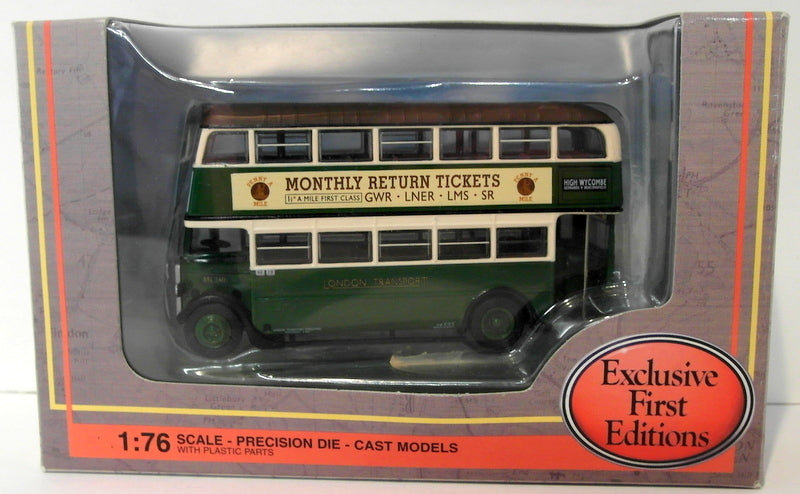 PENNY A
MILE
MONTHLY RETURN TICKETS
1½D A MILE FIRST CLASS GWR · LNER · LMS · SR
PENNY A
MILE
HIGH WYCOMBE
LONDON TRANSPORT
Exclusive
First
Editions
1:76 SCALE - PRECISION DIE - CAST MODELS
WITH PLASTIC PARTS